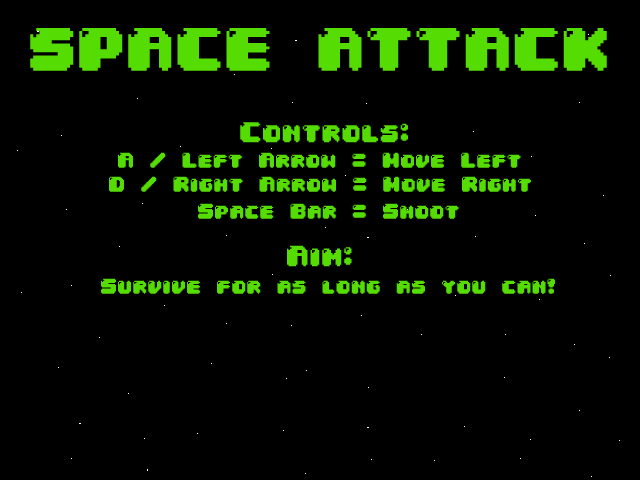 SPACE ATTACK
Controls:
A / Left Arrow = Move Left
D / Right Arrow = Move Right
Space Bar = Shoot
Aim:
Survive for as long as you can!